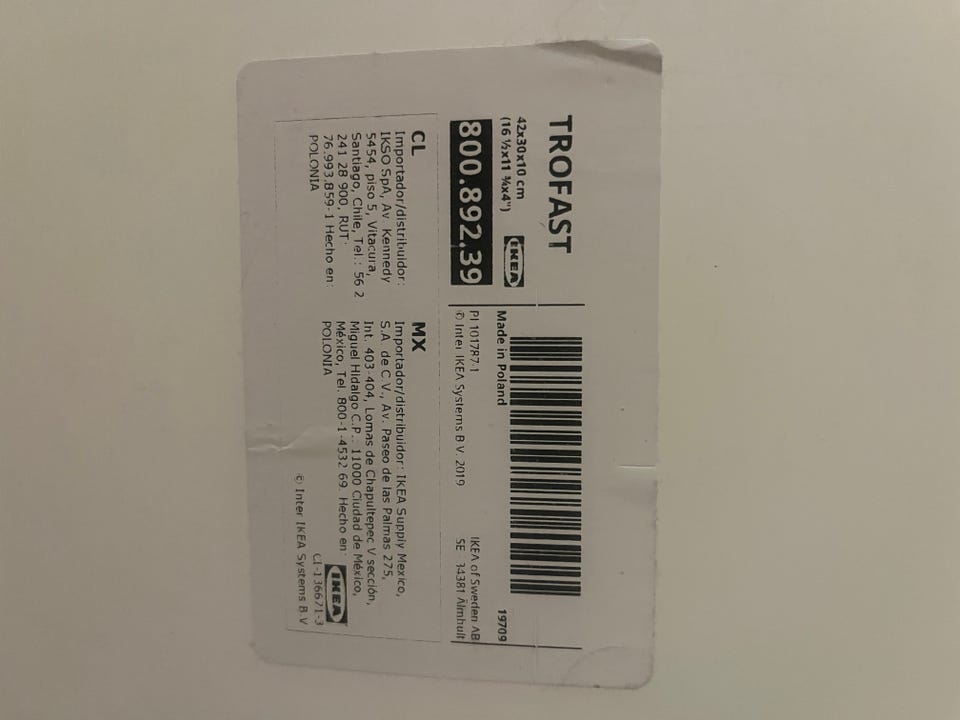 TROFAST
42x30x10 cm
(16 ½x11 ¾x4")
IKEA
800.892.39
19709
Made in Poland
PI 101787-1
© Inter IKEA Systems B.V. 2019
IKEA of Sweden AB
SE - 34381 Älmhult
CL
Importador/distribuidor:
IKSO SpA, Av. Kennedy
5454, piso 5, Vitacura,
Santiago, Chile, Tel.: 56 2
241 28 900, RUT:
76.993.859-1 Hecho en:
POLONIA
MX
Importador/distribuidor: IKEA Supply Mexico,
S.A. de C.V., Av. Paseo de las Palmas 275,
Int. 403-404, Lomas de Chapultepec V sección,
Miguel Hidalgo C.P.: 11000 Ciudad de México,
México, Tel. 800-1-4532 69. Hecho en:
POLONIA
IKEA
CI-136671-3
© Inter IKEA Systems B.V